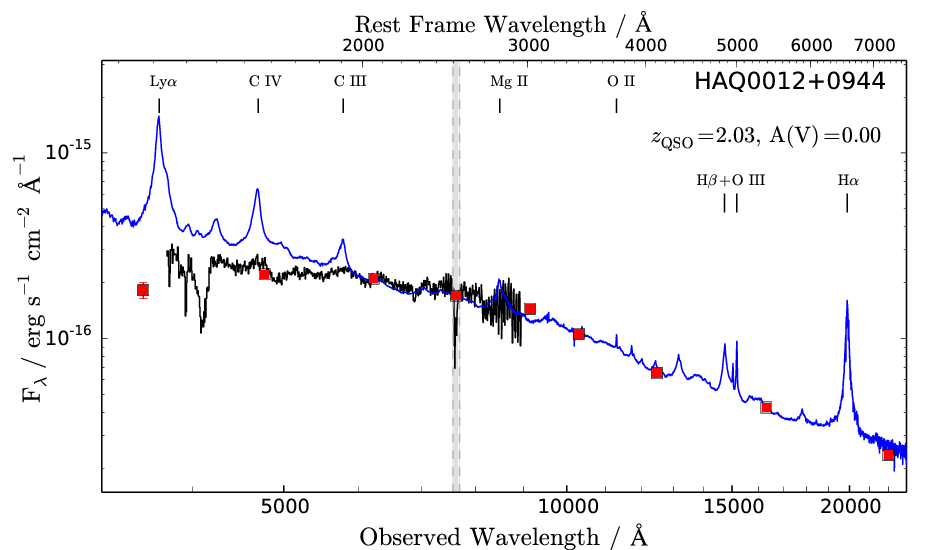 Rest Frame Wavelength / Å
2000 3000 4000 5000 6000 7000
Lyα C IV C III Mg II O II
HAQ0012+0944
z_QSO=2.03, A(V)=0.00
Hβ+O III Hα
10^-15
10^-16
F_λ / erg s^-1 cm^-2 Å^-1
5000 10000 15000 20000
Observed Wavelength / Å